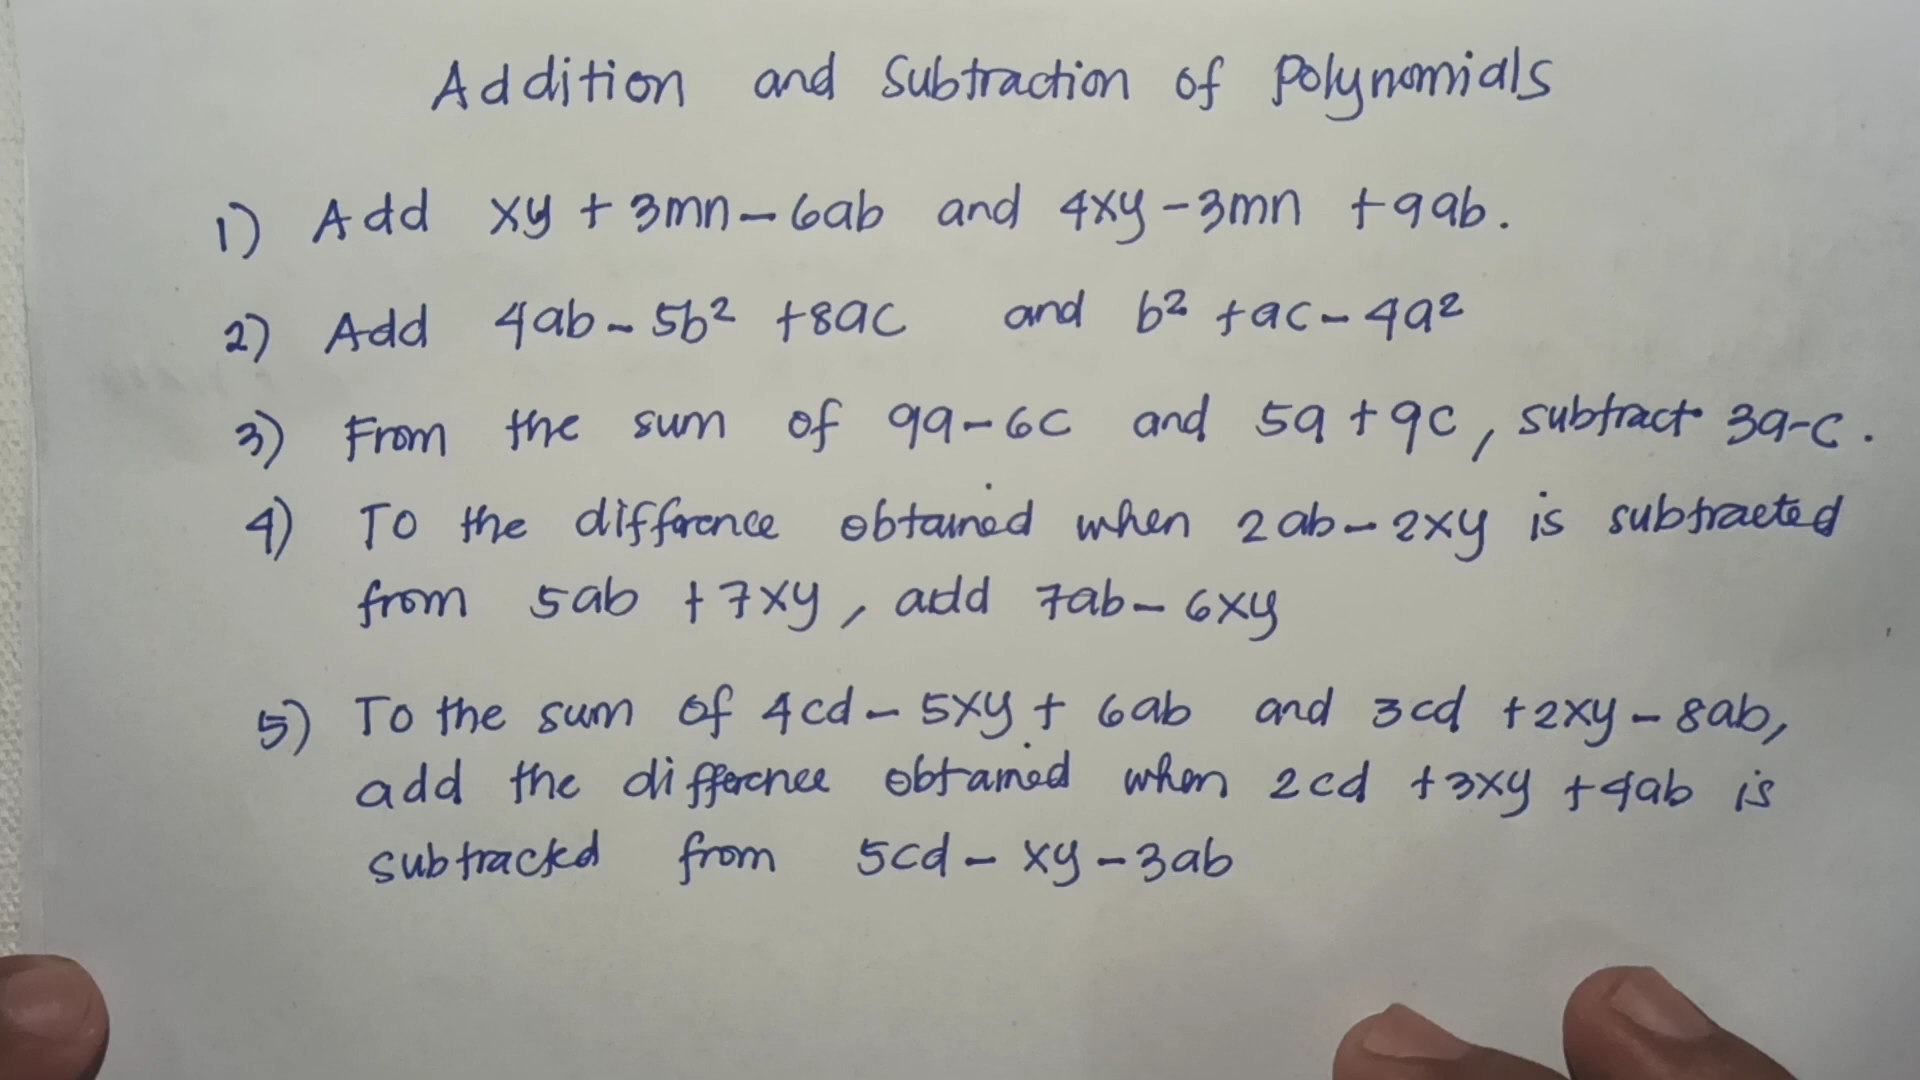 Addition and Subtraction of Polynomials
1) Add xy + 3mn - 6ab and 4xy - 3mn + 9ab.
2) Add 4ab - 5b² + 8ac and b² + ac - 4a²
3) From the sum of 9a - 6c and 5a + 9c, subtract 3a-c.
4) To the difference obtained when 2ab - 2xy is subtracted
from 5ab + 7xy, add 7ab - 6xy
5) To the sum of 4cd - 5xy + 6ab and 3cd + 2xy - 8ab,
add the difference obtained when 2cd + 3xy + 4ab is
subtracted from 5cd - xy - 3ab